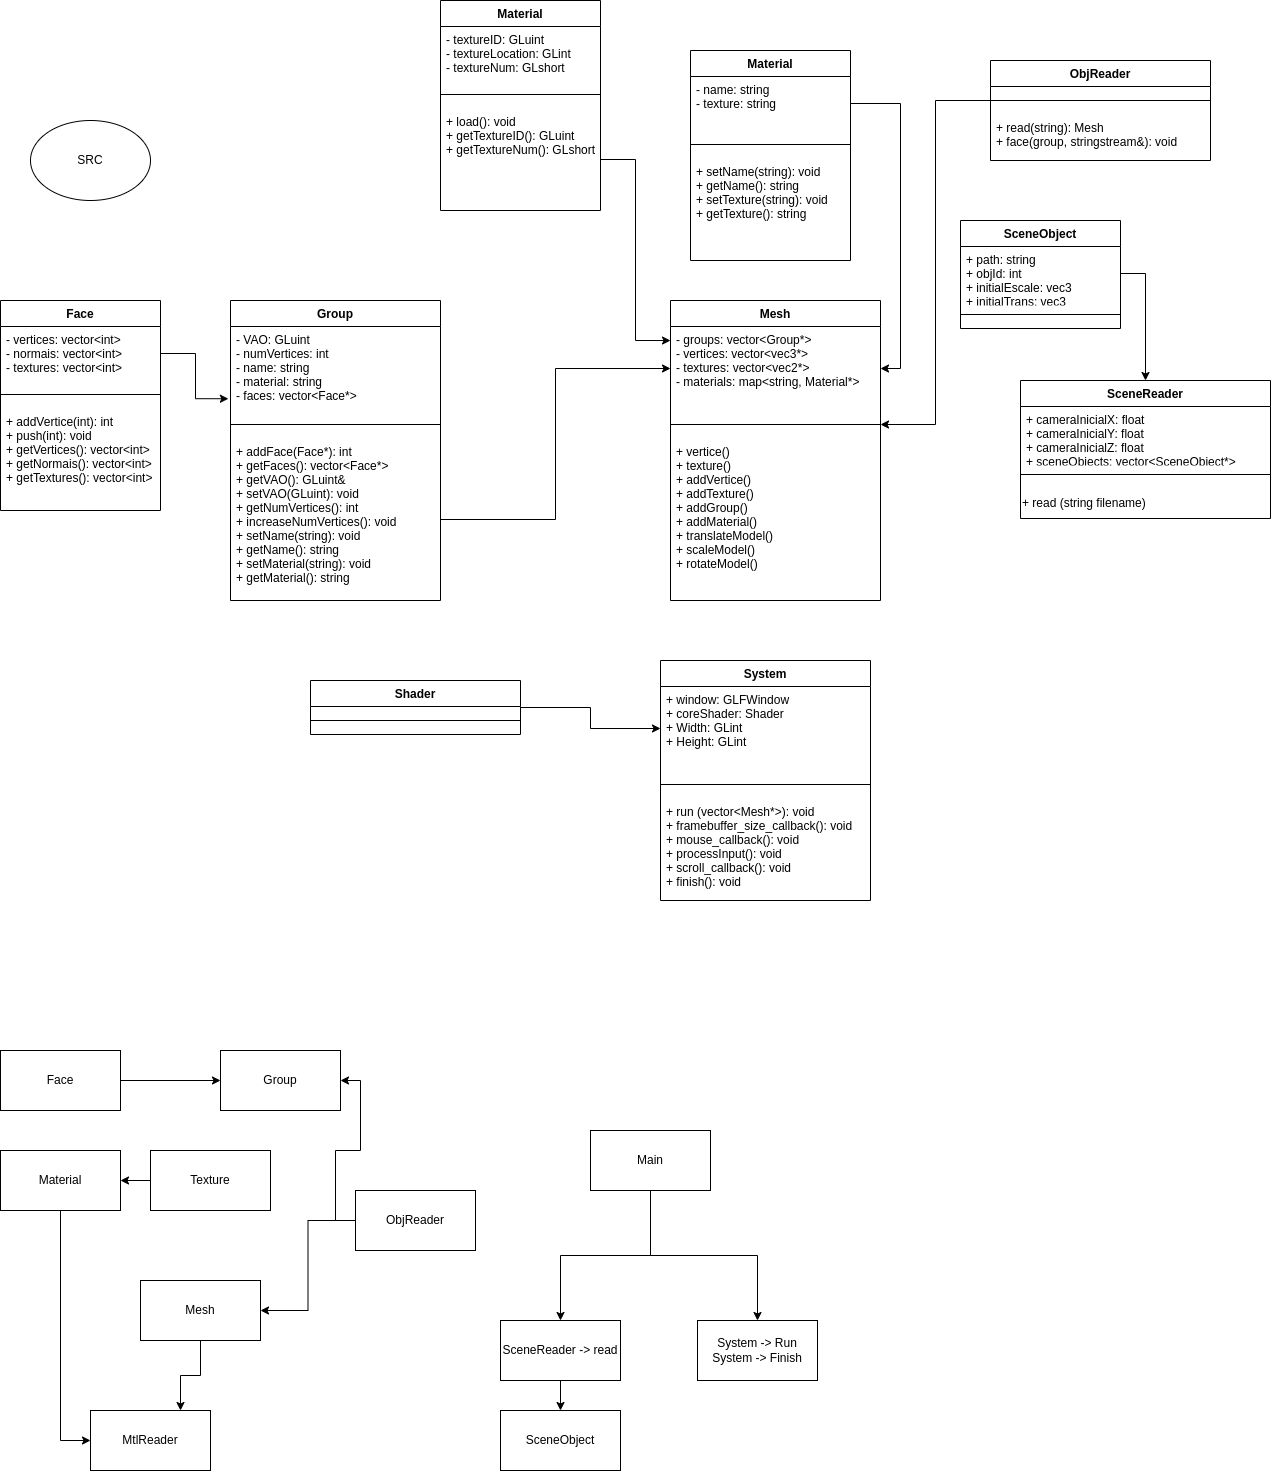 Material
- textureID: GLuint
- textureLocation: GLint
- textureNum: GLshort
+ load(): void
+ getTextureID(): GLuint
+ getTextureNum(): GLshort
Material
- name: string
- texture: string
+ setName(string): void
+ getName(): string
+ setTexture(string): void
+ getTexture(): string
ObjReader
+ read(string): Mesh
+ face(group, stringstream&): void
SRC
SceneObject
+ path: string
+ objId: int
+ initialEscale: vec3
+ initialTrans: vec3
Face
- vertices: vector<int>
- normais: vector<int>
- textures: vector<int>
+ addVertice(int): int
+ push(int): void
+ getVertices(): vector<int>
+ getNormais(): vector<int>
+ getTextures(): vector<int>
Group
- VAO: GLuint
- numVertices: int
- name: string
- material: string
- faces: vector<Face*>
+ addFace(Face*): int
+ getFaces(): vector<Face*>
+ getVAO(): GLuint&
+ setVAO(GLuint): void
+ getNumVertices(): int
+ increaseNumVertices(): void
+ setName(string): void
+ getName(): string
+ setMaterial(string): void
+ getMaterial(): string
Mesh
- groups: vector<Group*>
- vertices: vector<vec3*>
- textures: vector<vec2*>
- materials: map<string, Material*>
+ vertice()
+ texture()
+ addVertice()
+ addTexture()
+ addGroup()
+ addMaterial()
+ translateModel()
+ scaleModel()
+ rotateModel()
SceneReader
+ cameraInicialX: float
+ cameraInicialY: float
+ cameraInicialZ: float
+ sceneObjects: vector<SceneObject*>
+ read (string filename)
Shader
System
+ window: GLFWindow
+ coreShader: Shader
+ Width: GLint
+ Height: GLint
+ run (vector<Mesh*>): void
+ framebuffer_size_callback(): void
+ mouse_callback(): void
+ processInput(): void
+ scroll_callback(): void
+ finish(): void
Face
Group
Material
Texture
ObjReader
Mesh
MtlReader
Main
SceneReader -> read
System -> Run
System -> Finish
SceneObject